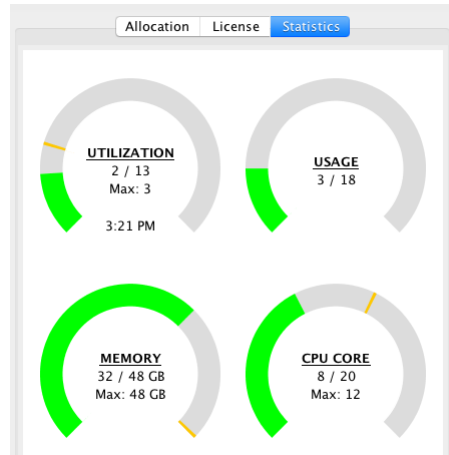 Allocation License Statistics
UTILIZATION
2 / 13
Max: 3
3:21 PM
USAGE
3 / 18
MEMORY
32 / 48 GB
Max: 48 GB
CPU CORE
8 / 20
Max: 12